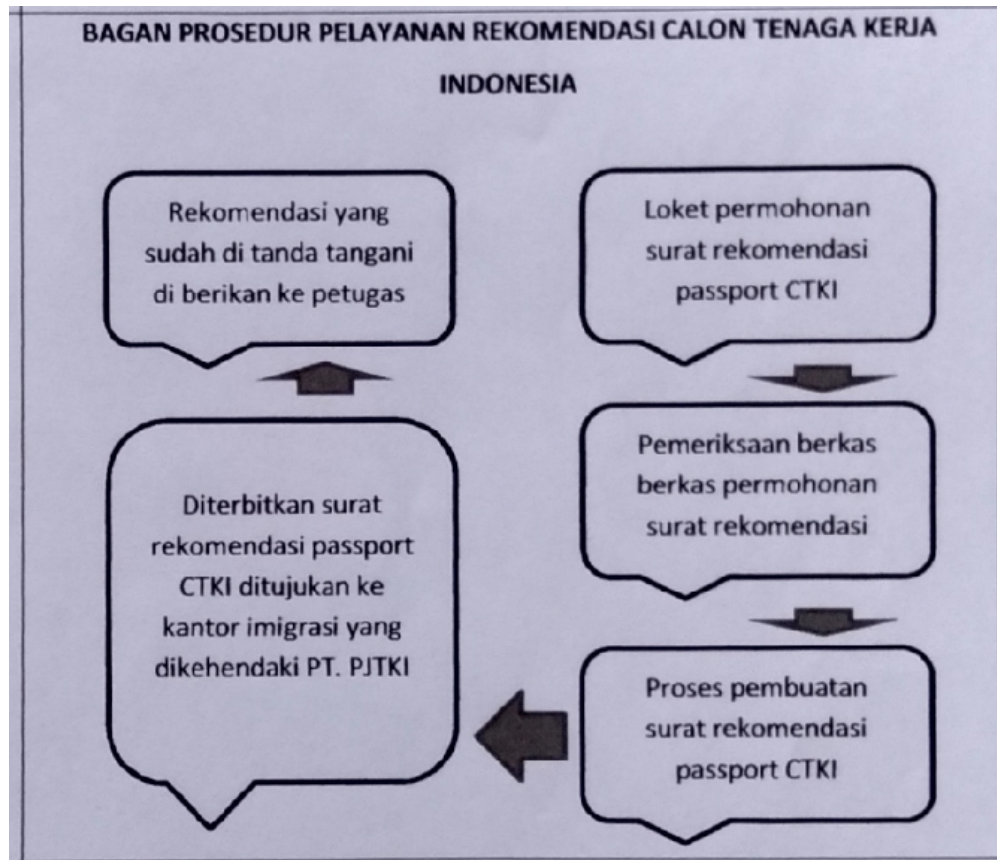 BAGAN PROSEDUR PELAYANAN REKOMENDASI CALON TENAGA KERJA
INDONESIA
Loket permohonan
surat rekomendasi
passport CTKI
Pemeriksaan berkas
berkas permohonan
surat rekomendasi
Proses pembuatan
surat rekomendasi
passport CTKI
Diterbitkan surat
rekomendasi passport
CTKI ditujukan ke
kantor imigrasi yang
dikehendaki PT. PJTKI
Rekomendasi yang
sudah di tanda tangani
di berikan ke petugas